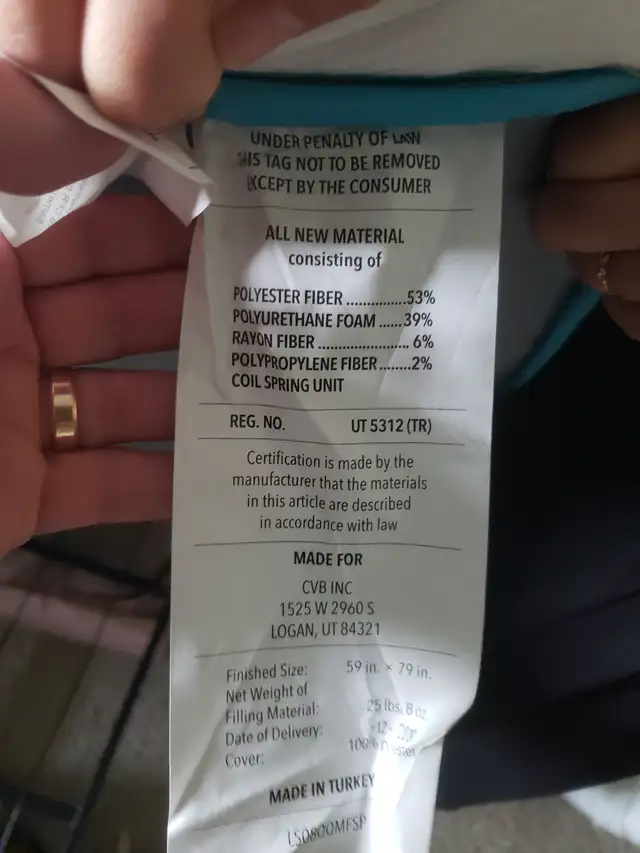 UNDER PENALTY OF LAW
HIS TAG NOT TO BE REMOVED
EXCEPT BY THE CONSUMER
ALL NEW MATERIAL
consisting of
POLYESTER FIBER ...............53%
POLYURETHANE FOAM ......39%
RAYON FIBER ....................... 6%
POLYPROPYLENE FIBER........2%
COIL SPRING UNIT
REG. NO. UT 5312 (TR)
Certification is made by the
manufacturer that the materials
in this article are described
in accordance with law
MADE FOR
CVB INC
1525 W 2960 S
LOGAN, UT 84321
Finished Size: 59 in. × 79 in.
Net Weight of
Filling Material: 25 lbs. 8 oz
Date of Delivery:
Cover: 100%
MADE IN TURKEY
LS0800MFSP